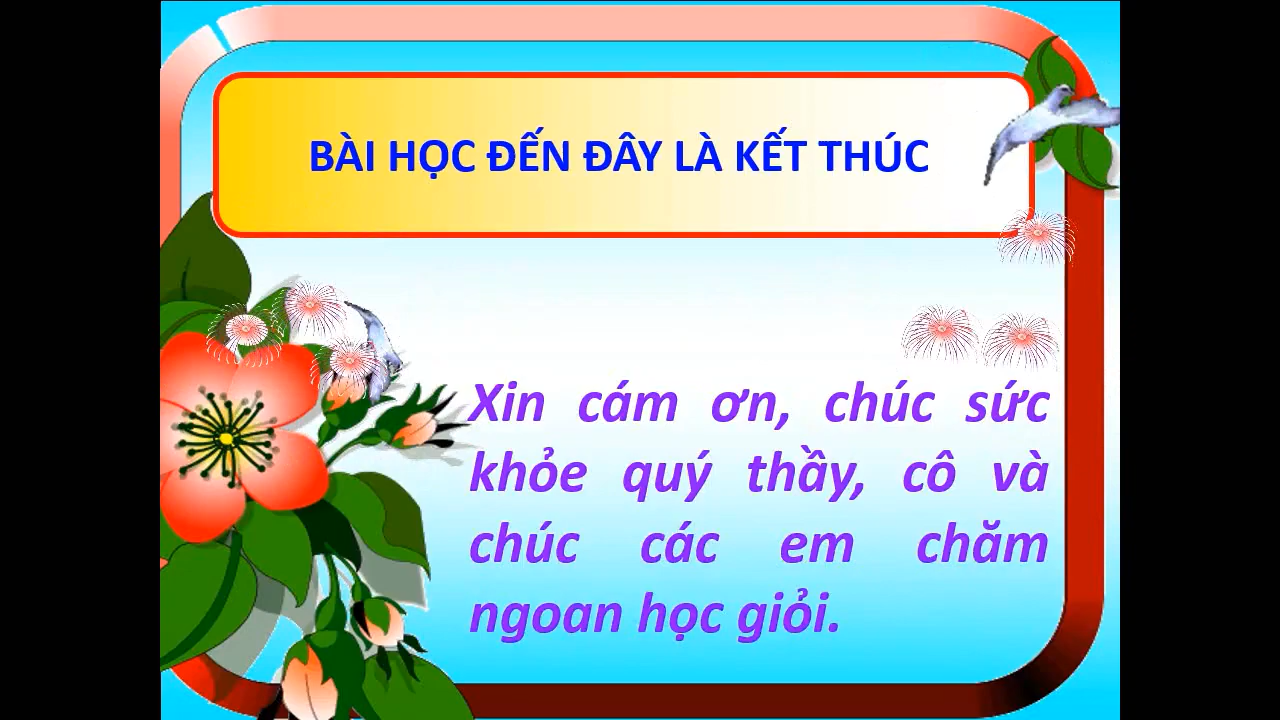 BÀI HỌC ĐẾN ĐÂY LÀ KẾT THÚC
Xin cám ơn, chúc sức
khỏe quý thầy, cô và
chúc các em chăm
ngoan học giỏi.